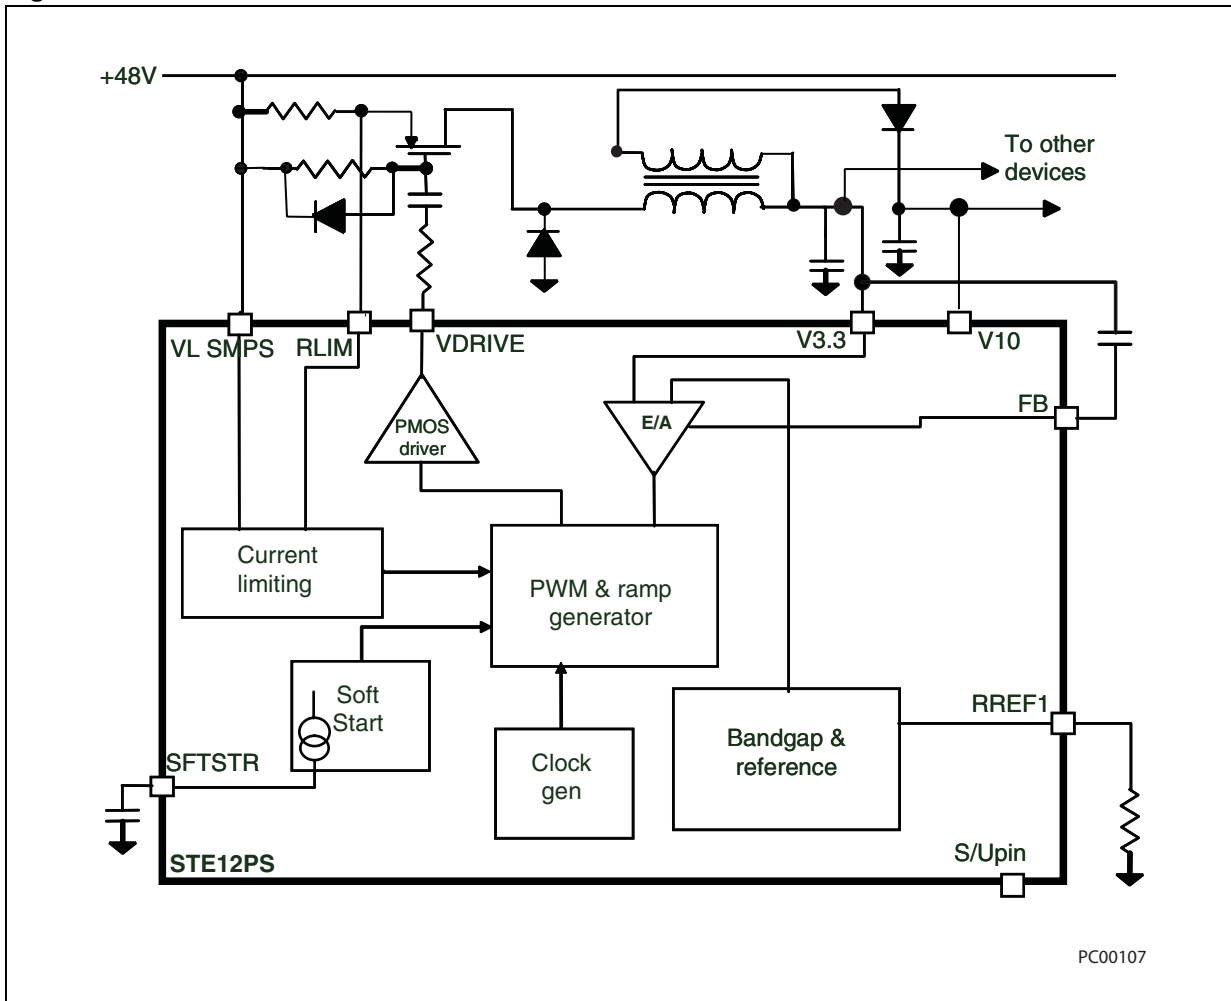 +48V
To other
devices
VL SMPS
RLIM
VDRIVE
V3.3
V10
FB
PMOS
driver
E/A
Current
limiting
PWM & ramp
generator
Soft
Start
RREF1
Bandgap &
reference
Clock
gen
SFTSTR
S/Upin
STE12PS
PC00107